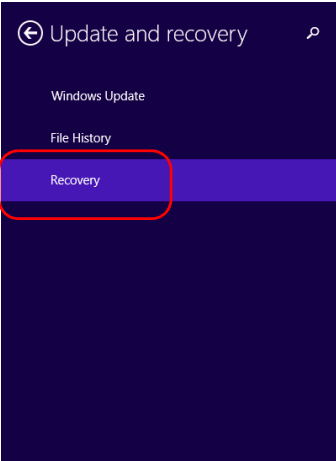 Update and recovery
Windows Update
File History
Recovery